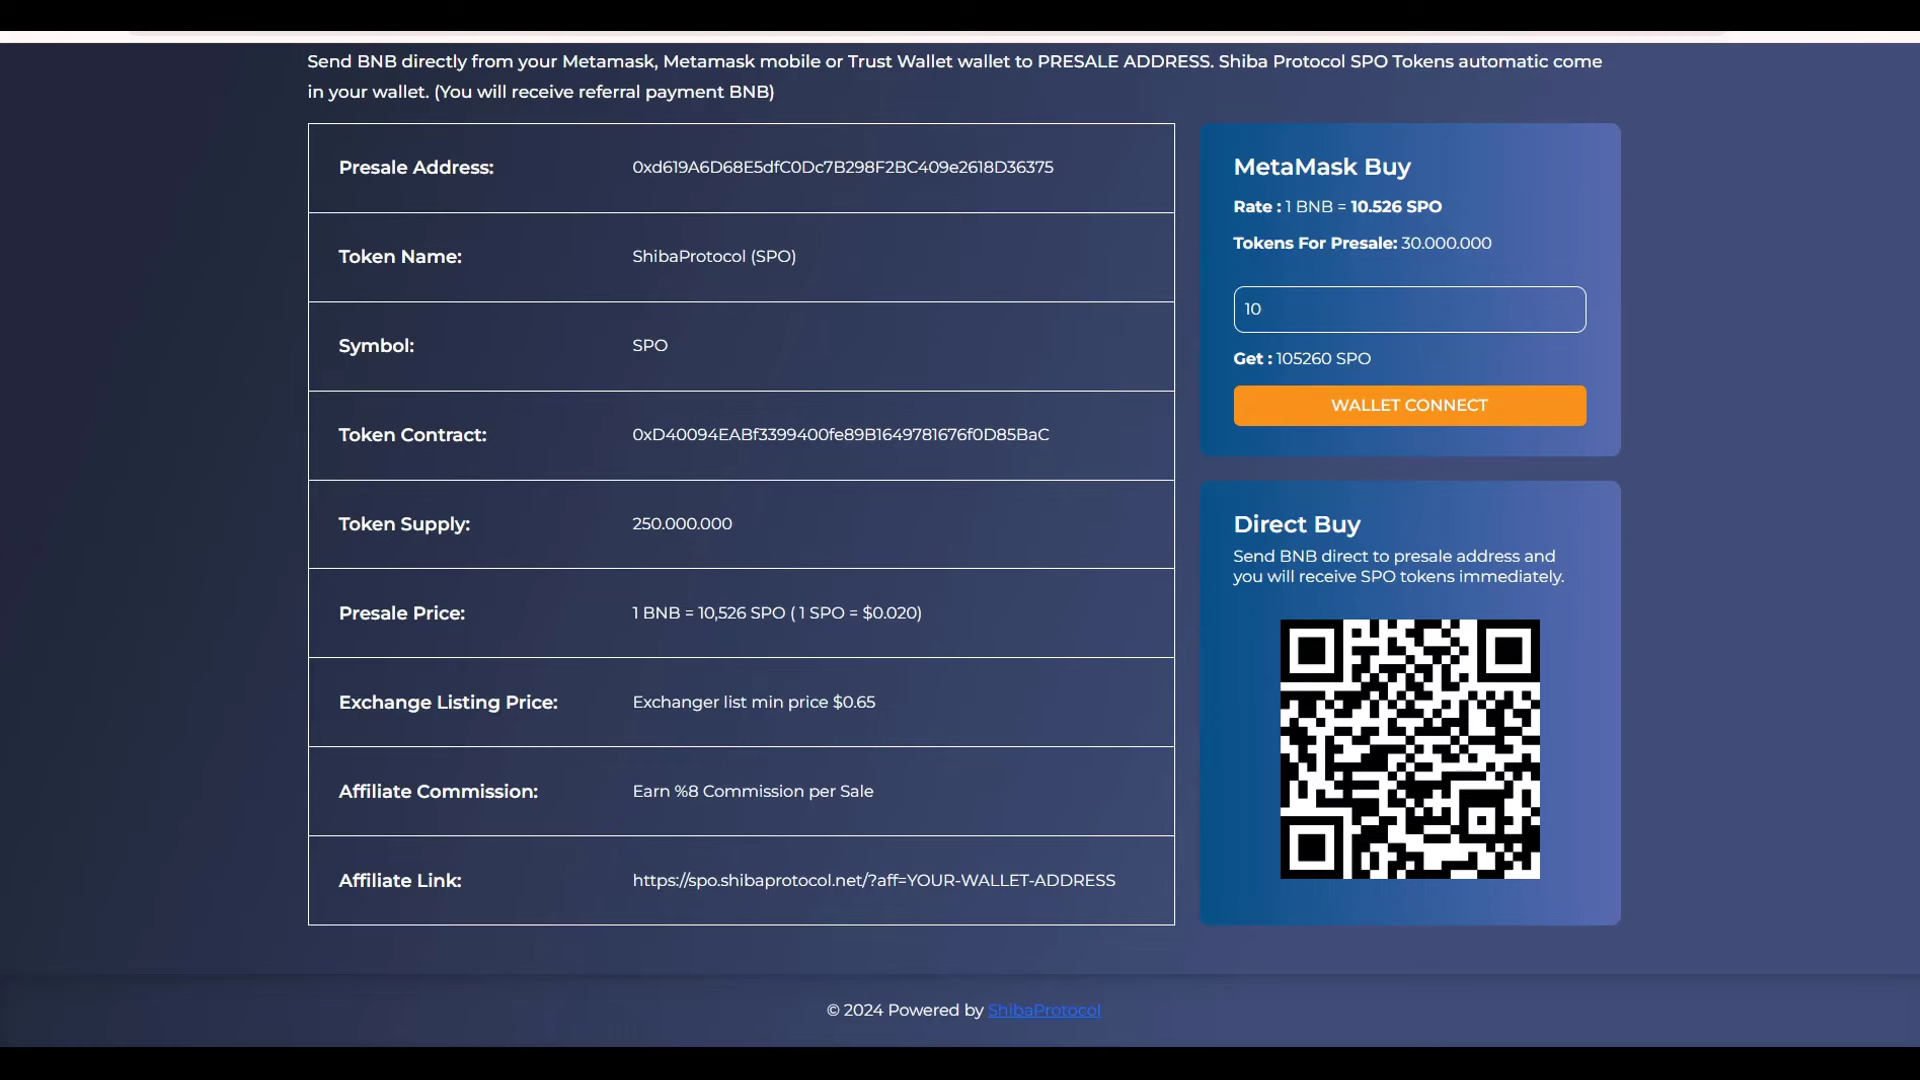 Send BNB directly from your Metamask, Metamask mobile or Trust Wallet wallet to PRESALE ADDRESS. Shiba Protocol SPO Tokens automatic come
in your wallet. (You will receive referral payment BNB)
Presale Address: 0xd619A6D68E5dfC0Dc7B298F2BC409e2618D36375
Token Name: ShibaProtocol (SPO)
Symbol: SPO
Token Contract: 0xD40094EABf3399400fe89B1649781676f0D85BaC
Token Supply: 250.000.000
Presale Price: 1 BNB = 10,526 SPO ( 1 SPO = $0.020)
Exchange Listing Price: Exchanger list min price $0.65
Affiliate Commission: Earn %8 Commission per Sale
Affiliate Link: https://spo.shibaprotocol.net/?aff=YOUR-WALLET-ADDRESS
MetaMask Buy
Rate : 1 BNB = 10.526 SPO
Tokens For Presale: 30.000.000
10
Get : 105260 SPO
WALLET CONNECT
Direct Buy
Send BNB direct to presale address and
you will receive SPO tokens immediately.
© 2024 Powered by ShibaProtocol